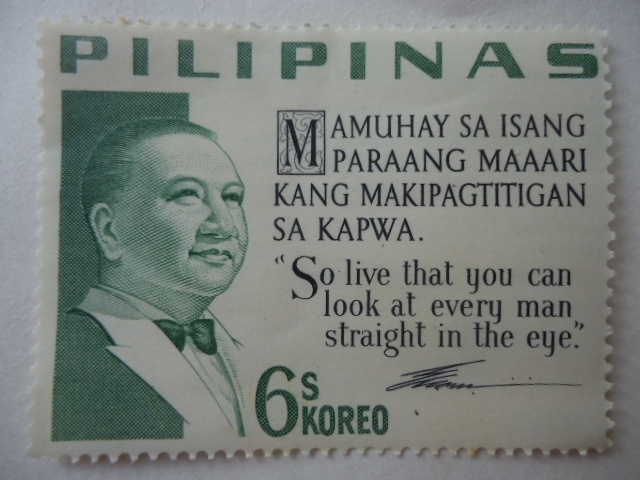 PILIPINAS
MAMUHAY SA ISANG
PARAANG MAAARI
KANG MAKIPAGTITIGAN
SA KAPWA.
"So live that you can
look at every man
straight in the eye."
6s
KOREO